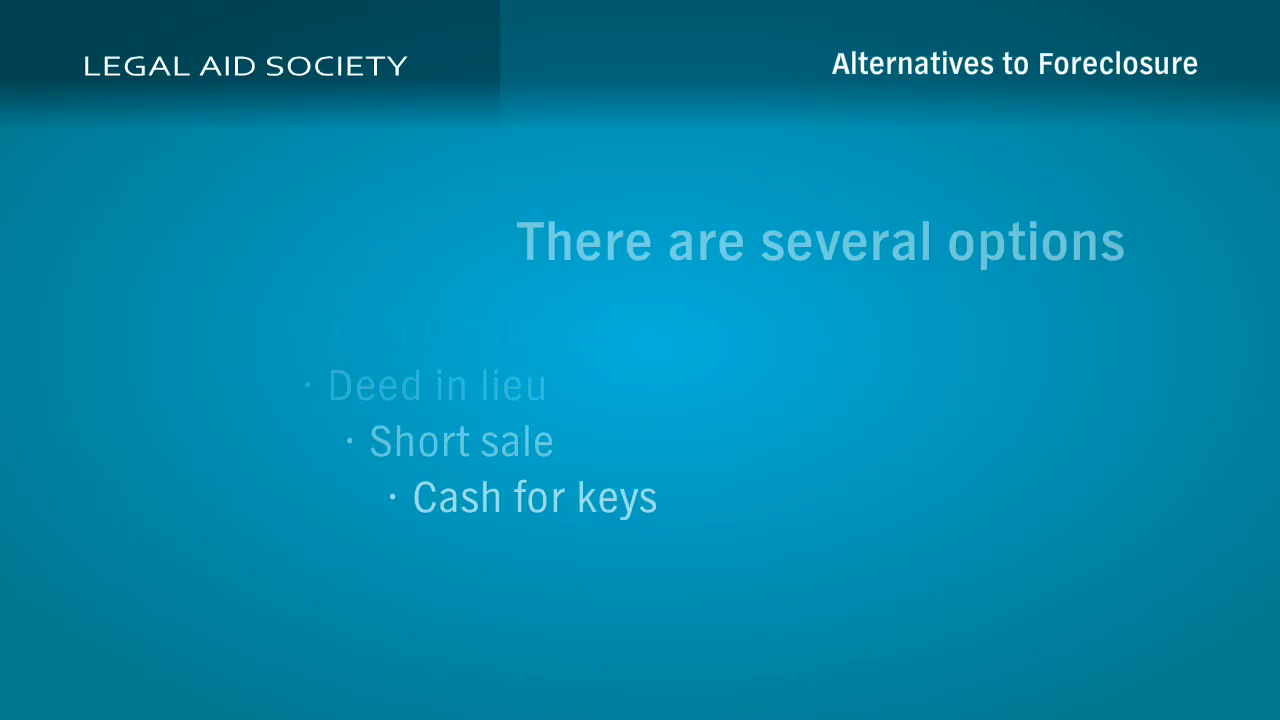 LEGAL AID SOCIETY
Alternatives to Foreclosure
There are several options
· Deed in lieu
· Short sale
· Cash for keys